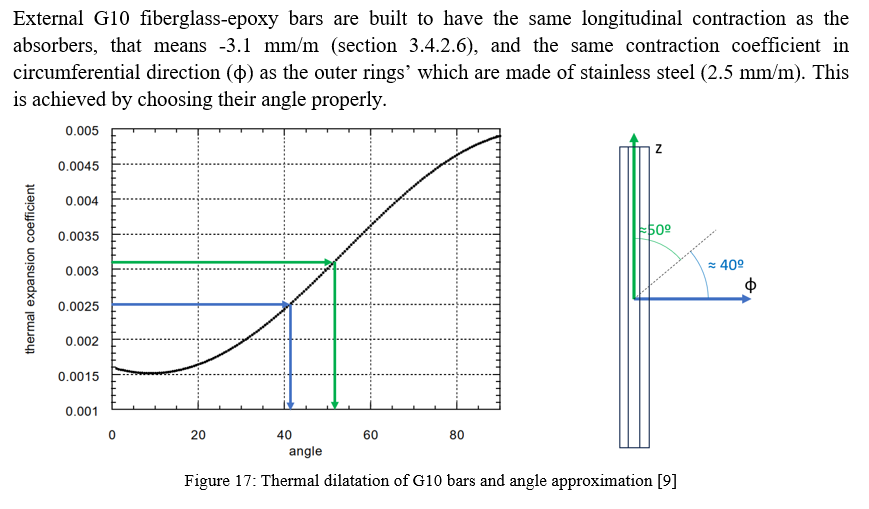 External G10 fiberglass-epoxy bars are built to have the same longitudinal contraction as the
absorbers, that means -3.1 mm/m (section 3.4.2.6), and the same contraction coefficient in
circumferential direction (ϕ) as the outer rings’ which are made of stainless steel (2.5 mm/m). This
is achieved by choosing their angle properly.
0.005
0.0045
0.004
0.0035
0.003
0.0025
0.002
0.0015
0.001
thermal expansion coefficient
0 20 40 60 80
angle
z
≈50º
≈ 40º
ϕ
Figure 17: Thermal dilatation of G10 bars and angle approximation [9]